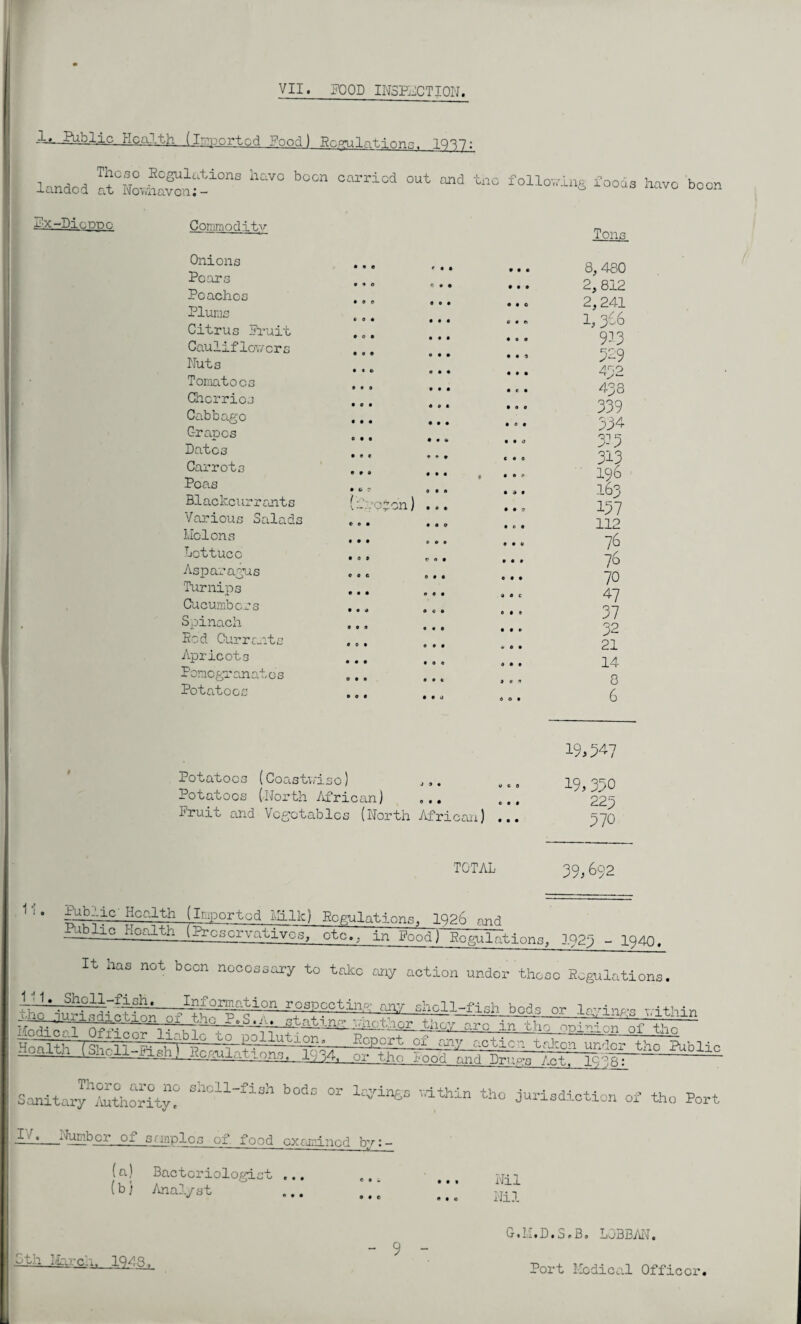 VII. FOOD INSPECTION.
1. Public Health (Imported Food) Regulations, 1937:
These Regulations have been carried out and the following foods have been
landed at Newhaven:-
Ex-Dieppe Commodity Tons
Onions ... ... ... 8,480
Pears ... ... ... 2,812
Peaches ... ... ... 2,241
Plums ... ... ... 1,366
Citrus Fruit ... ... ... 913
Cauliflowers ... ... ... 529
Nuts ... ... ... 452
Tomatoes ... ... ... 438
Cherries ... ... ... 339
Cabbage ... ... ... 334
Grapes ... ... ... 315
Dates ... ... ... 313
Carrots ... ... ... 196
Peas ... ... ... 163
Blackcurrants ... ... 157
Various Salads ... ... ... 112
Melons ... ... ... 76
Lettuce ... ... ... 76
Asparagus ... ... ... 70
Turnips ... ... ... 47
Cucumbers ... ... ... 37
Spinach ... ... ... 32
Red Currants ... ... ... 21
Apricots ... ... ... 14
Pomegranates ... ... ... 8
Potatoes ... ... ... 6
19,547
Potatoes (Coastwise) ... ... 19,350
Potatoes (North African) ... ... 225
Fruit and Vegetables (North African) ... 570
TOTAL 39,692
11. Public Health (Imported Milk) Regulations, 1926 and
Public Health (Preservatives, etc., in Food) Regulations, 1925 - 1940.
It has not been necessary to take any action under these Regulations.
111. Shell-fish. Information respecting any shell-fish beds or layings within
the jurisdiction of the P.S.A. stating whether they are in the opinion of the
Medical Officer liable to pollution. Report of any action taken under the Public
Health (Shell-Fish) Regulations, 1934, or the Food and Drugs Act, 1938:
There are no shell-fish beds or layings within the jurisdiction of the Port
Sanitary Authority.
IV. Number of samples of food examined by:-
(a) Bacteriologist ... ... ... Nil
(b) Analyst ... ... ... Nil
G.M.D.S.B. LOBBAN.
- 9 -
8th March, 1948.
Port Medical Officer.